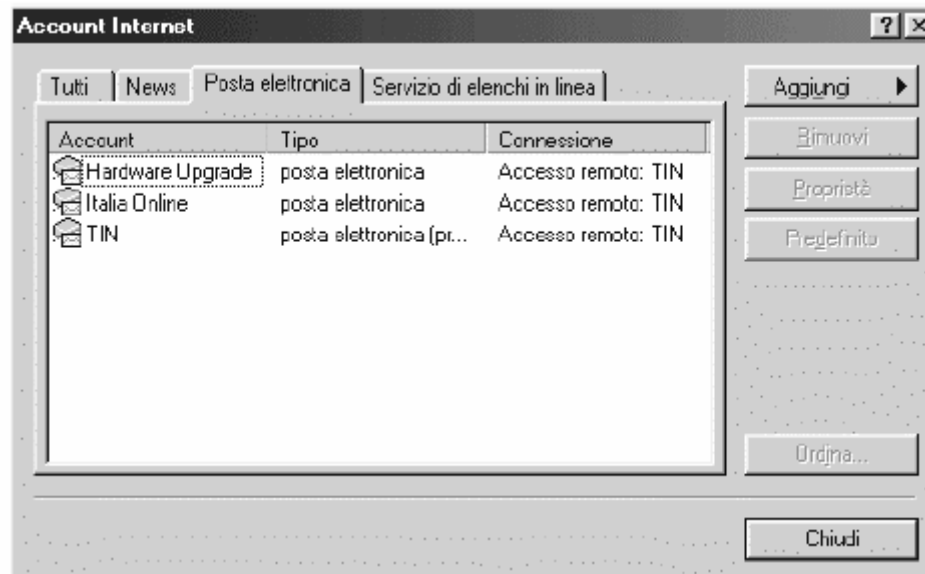 Account Internet
Tutti News Posta elettronica Servizio di elenchi in linea
Aggiungi
Account Tipo Connessione
Rimuovi
Hardware Upgrade posta elettronica Accesso remoto: TIN
Italia Online posta elettronica Accesso remoto: TIN
Proprietà
TIN posta elettronica (pr... Accesso remoto: TIN
Predefinito
Ordina...
Chiudi